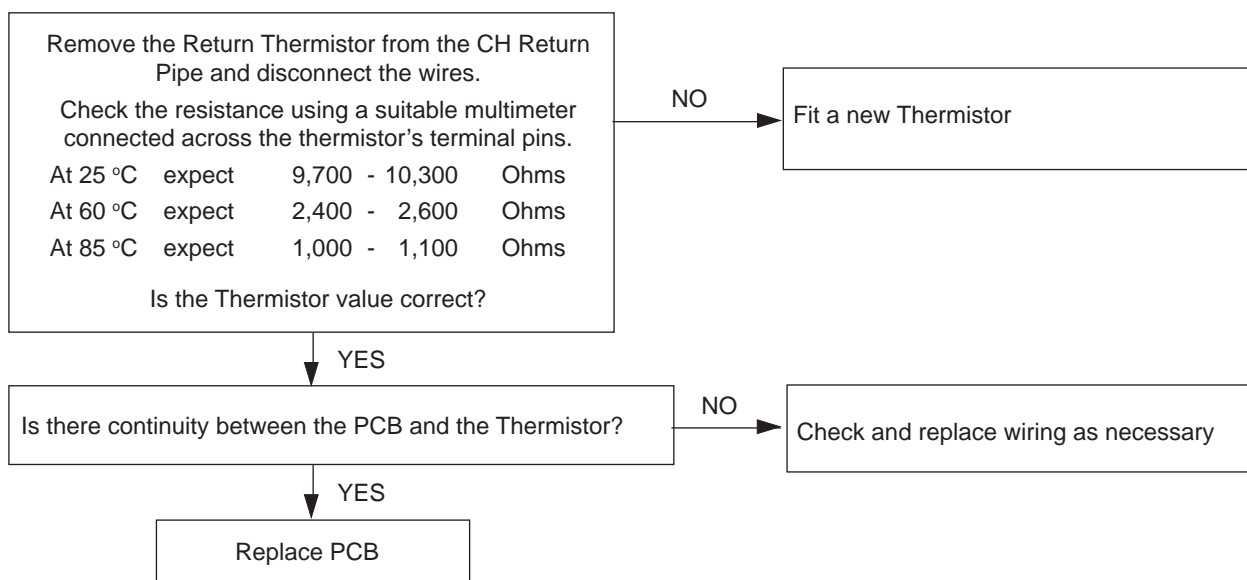 Remove the Return Thermistor from the CH Return
Pipe and disconnect the wires.
Check the resistance using a suitable multimeter
connected across the thermistor’s terminal pins.
At 25 °C expect 9,700 - 10,300 Ohms
At 60 °C expect 2,400 - 2,600 Ohms
At 85 °C expect 1,000 - 1,100 Ohms
Is the Thermistor value correct?
NO
Fit a new Thermistor
YES
Is there continuity between the PCB and the Thermistor?
NO
Check and replace wiring as necessary
YES
Replace PCB